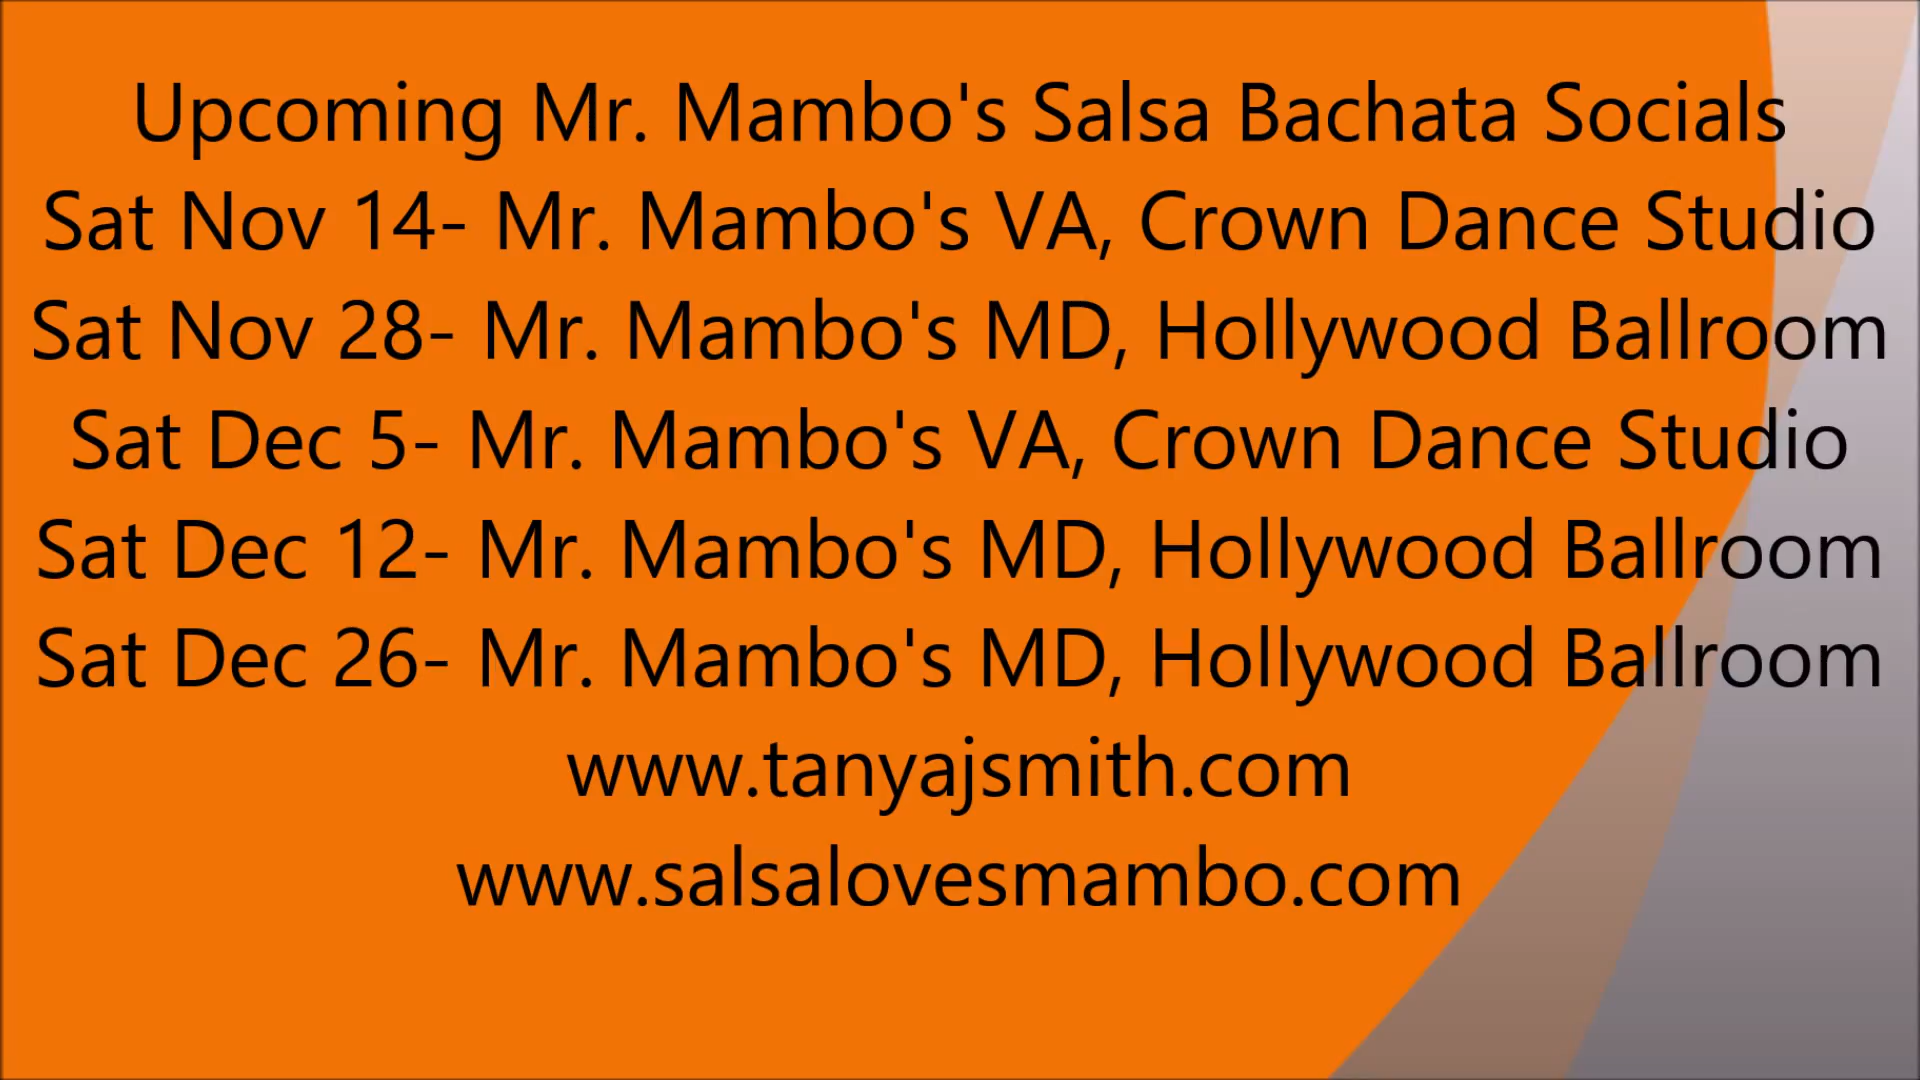 Upcoming Mr. Mambo's Salsa Bachata Socials
Sat Nov 14- Mr. Mambo's VA, Crown Dance Studio
Sat Nov 28- Mr. Mambo's MD, Hollywood Ballroom
Sat Dec 5- Mr. Mambo's VA, Crown Dance Studio
Sat Dec 12- Mr. Mambo's MD, Hollywood Ballroom
Sat Dec 26- Mr. Mambo's MD, Hollywood Ballroom
www.tanyajsmith.com
www.salsalovesmambo.com